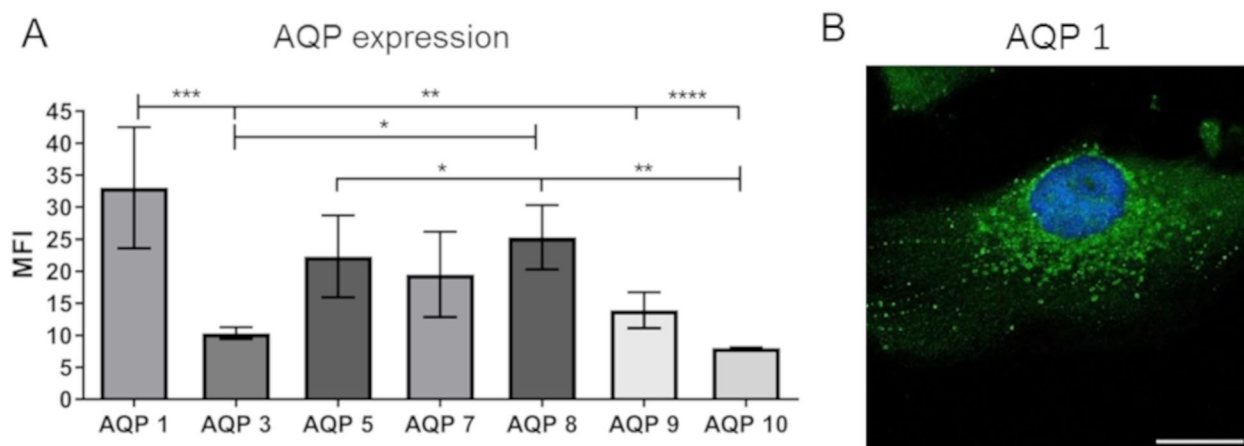 A
AQP expression
*** ** ****
*
* **
45
40
35
30
25
20
15
10
5
0
MFI
AQP 1 AQP 3 AQP 5 AQP 7 AQP 8 AQP 9 AQP 10
B
AQP 1